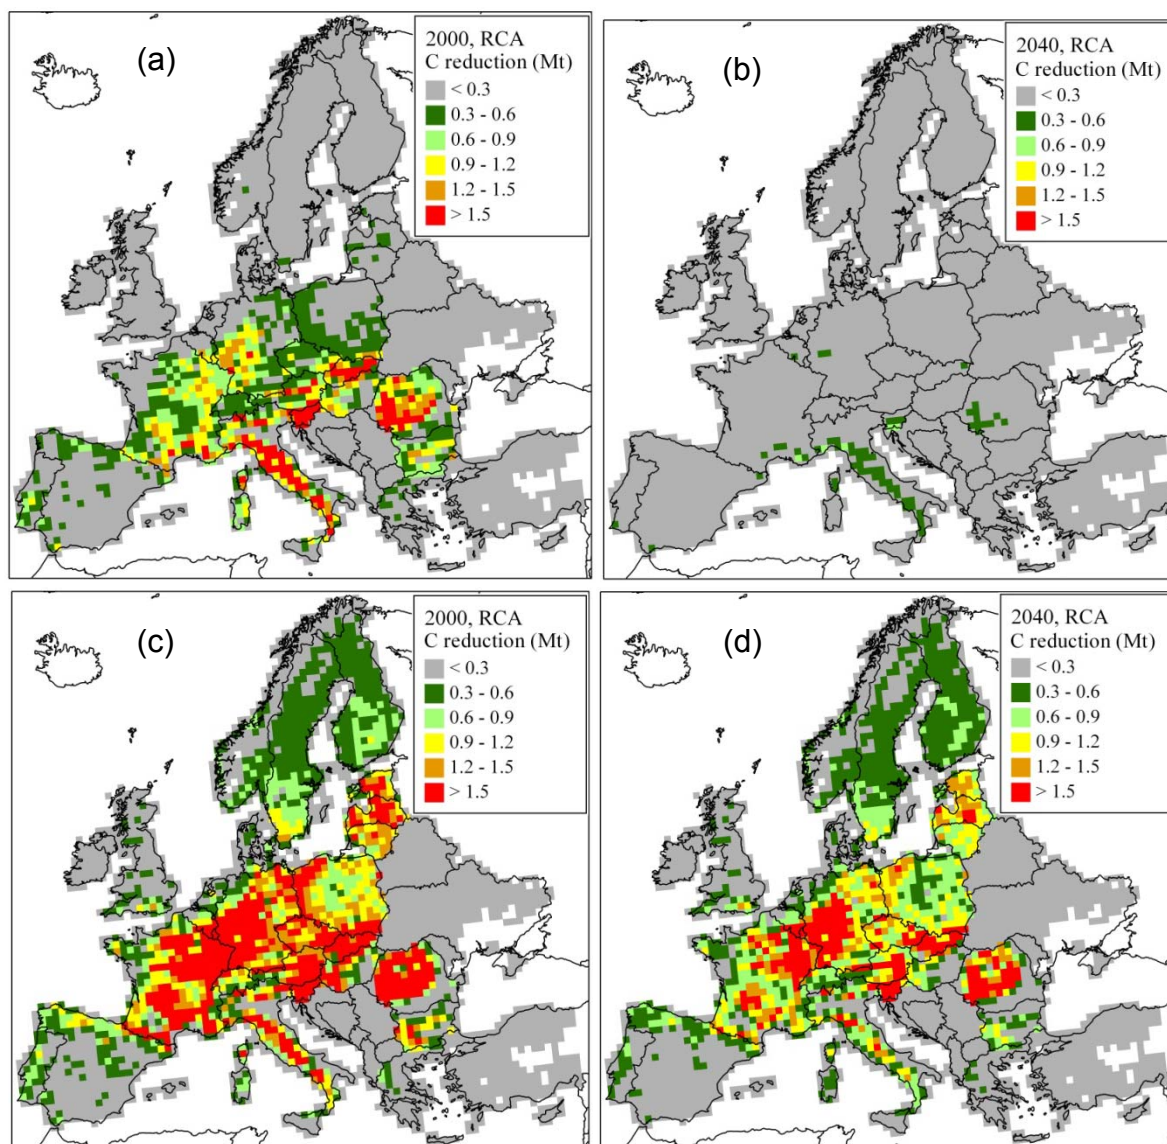 (a)
2000, RCA
C reduction (Mt)
< 0.3
0.3 - 0.6
0.6 - 0.9
0.9 - 1.2
1.2 - 1.5
> 1.5
(b)
2040, RCA
C reduction (Mt)
< 0.3
0.3 - 0.6
0.6 - 0.9
0.9 - 1.2
1.2 - 1.5
> 1.5
(c)
2000, RCA
C reduction (Mt)
< 0.3
0.3 - 0.6
0.6 - 0.9
0.9 - 1.2
1.2 - 1.5
> 1.5
(d)
2040, RCA
C reduction (Mt)
< 0.3
0.3 - 0.6
0.6 - 0.9
0.9 - 1.2
1.2 - 1.5
> 1.5